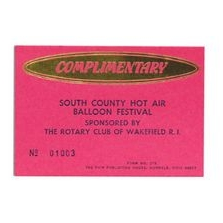 COMPLIMENTARY
SOUTH COUNTY HOT AIR
BALLOON FESTIVAL
SPONSORED BY
THE ROTARY CLUB OF WAKEFIELD R.I.
Nº 01003